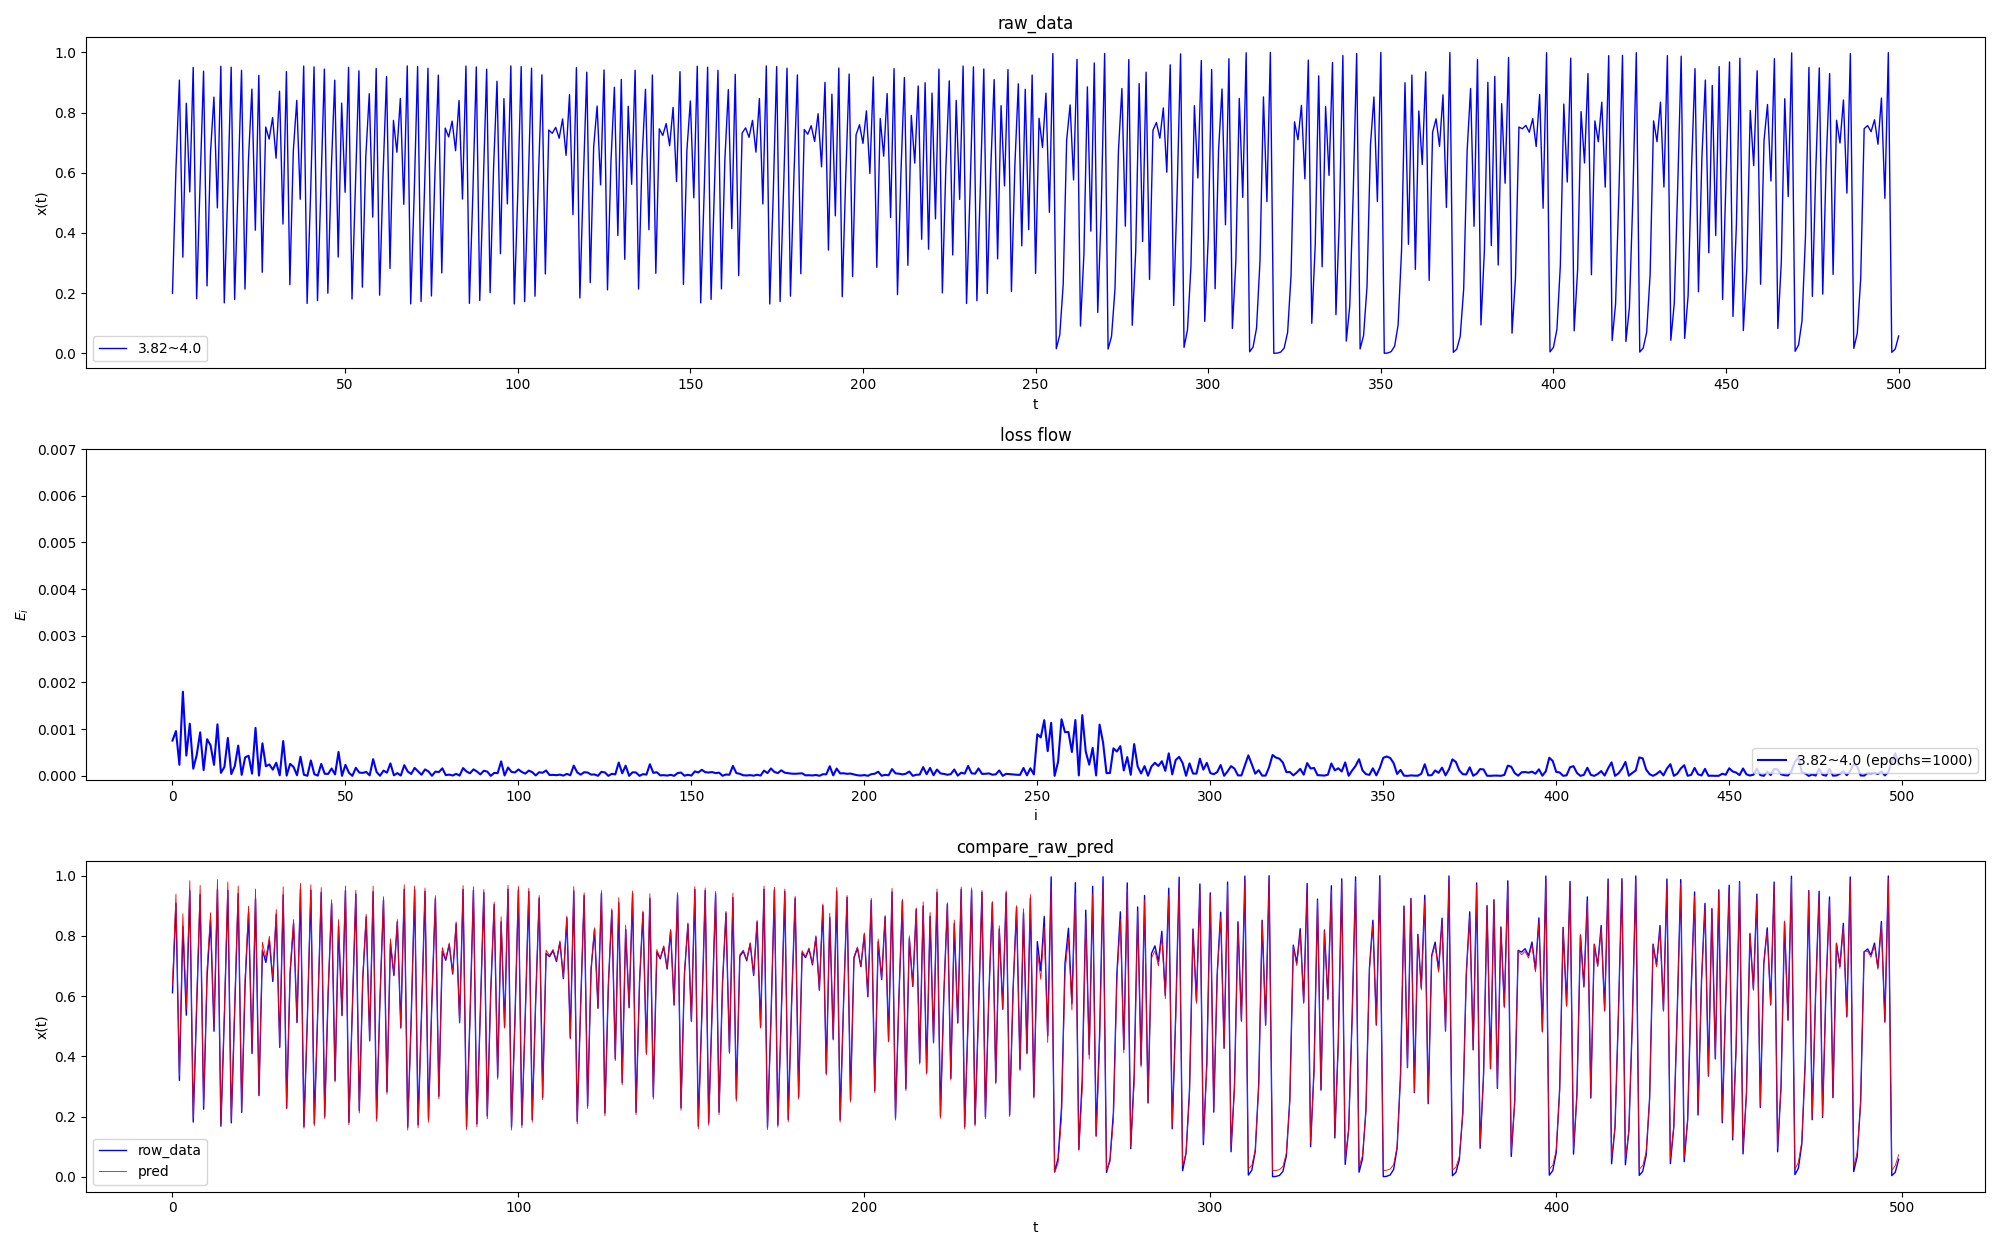 raw_data
1.0
0.8
0.6
0.4
0.2
0.0
x(t)
3.82~4.0
50 100 150 200 250 300 350 400 450 500
t
loss flow
0.007
0.006
0.005
0.004
0.003
0.002
0.001
0.000
E_i
3.82~4.0 (epochs=1000)
0 50 100 150 200 250 300 350 400 450 500
i
compare_raw_pred
1.0
0.8
0.6
0.4
0.2
0.0
x(t)
row_data
pred
0 100 200 300 400 500
t